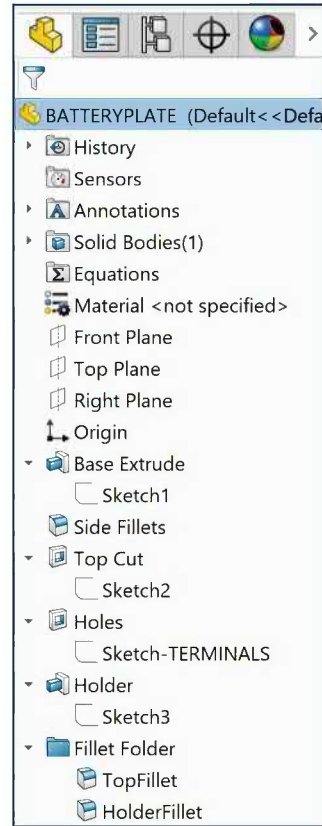 BATTERYPLATE (Default<<Defa
History
Sensors
Annotations
Solid Bodies(1)
Equations
Material <not specified>
Front Plane
Top Plane
Right Plane
Origin
Base Extrude
Sketch1
Side Fillets
Top Cut
Sketch2
Holes
Sketch-TERMINALS
Holder
Sketch3
Fillet Folder
TopFillet
HolderFillet